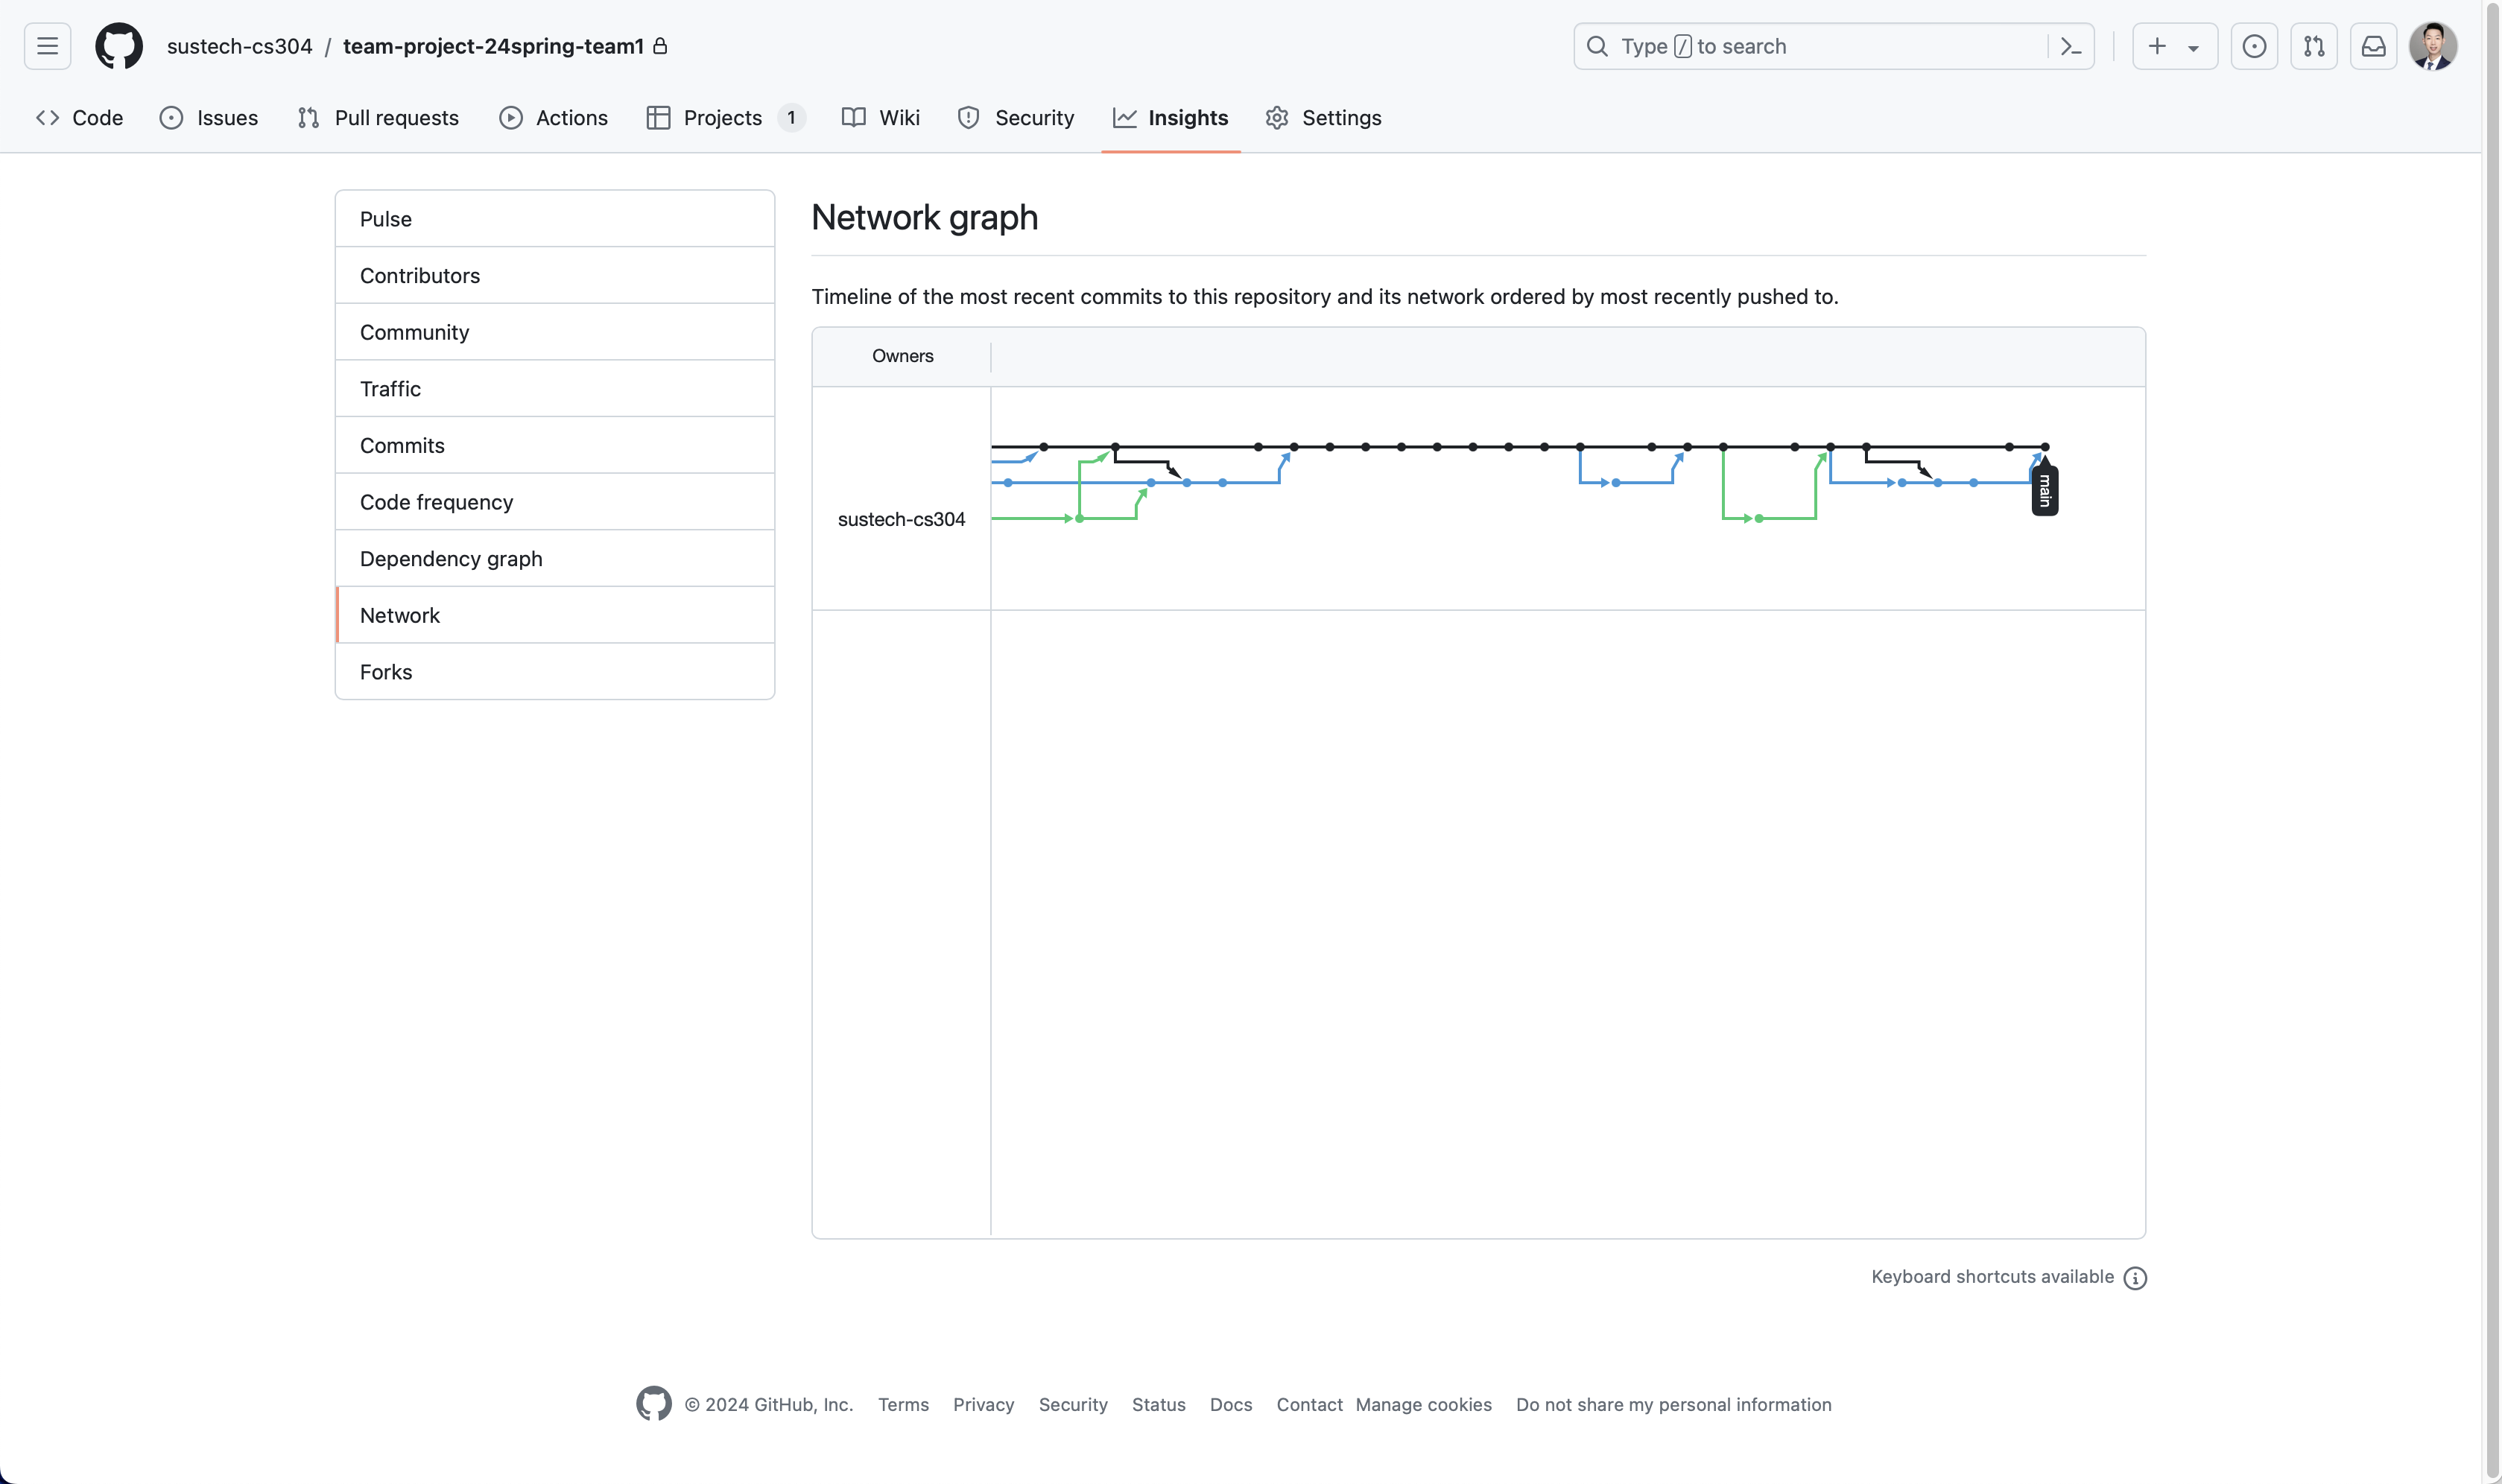 sustech-cs304 / team-project-24spring-team1
Type / to search
Code
Issues
Pull requests
Actions
Projects 1
Wiki
Security
Insights
Settings
Pulse
Contributors
Community
Traffic
Commits
Code frequency
Dependency graph
Network
Forks
Network graph
Timeline of the most recent commits to this repository and its network ordered by most recently pushed to.
Owners
sustech-cs304
main
Keyboard shortcuts available
© 2024 GitHub, Inc. Terms Privacy Security Status Docs Contact Manage cookies Do not share my personal information